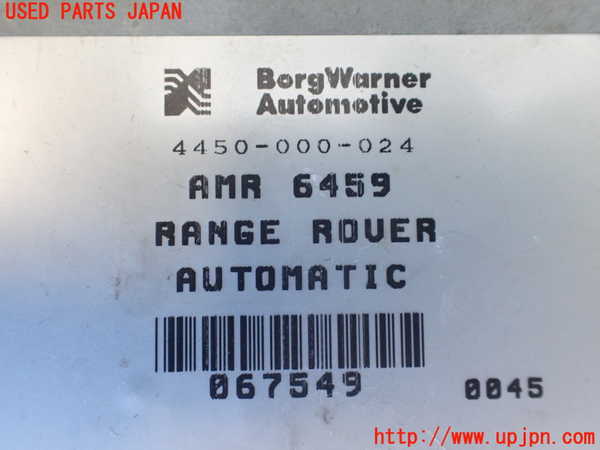 USED PARTS JAPAN
BorgWarner
Automotive
4450-000-024
AMR 6459
RANGE ROVER
AUTOMATIC
067549
0045
http://www.upjpn.com/